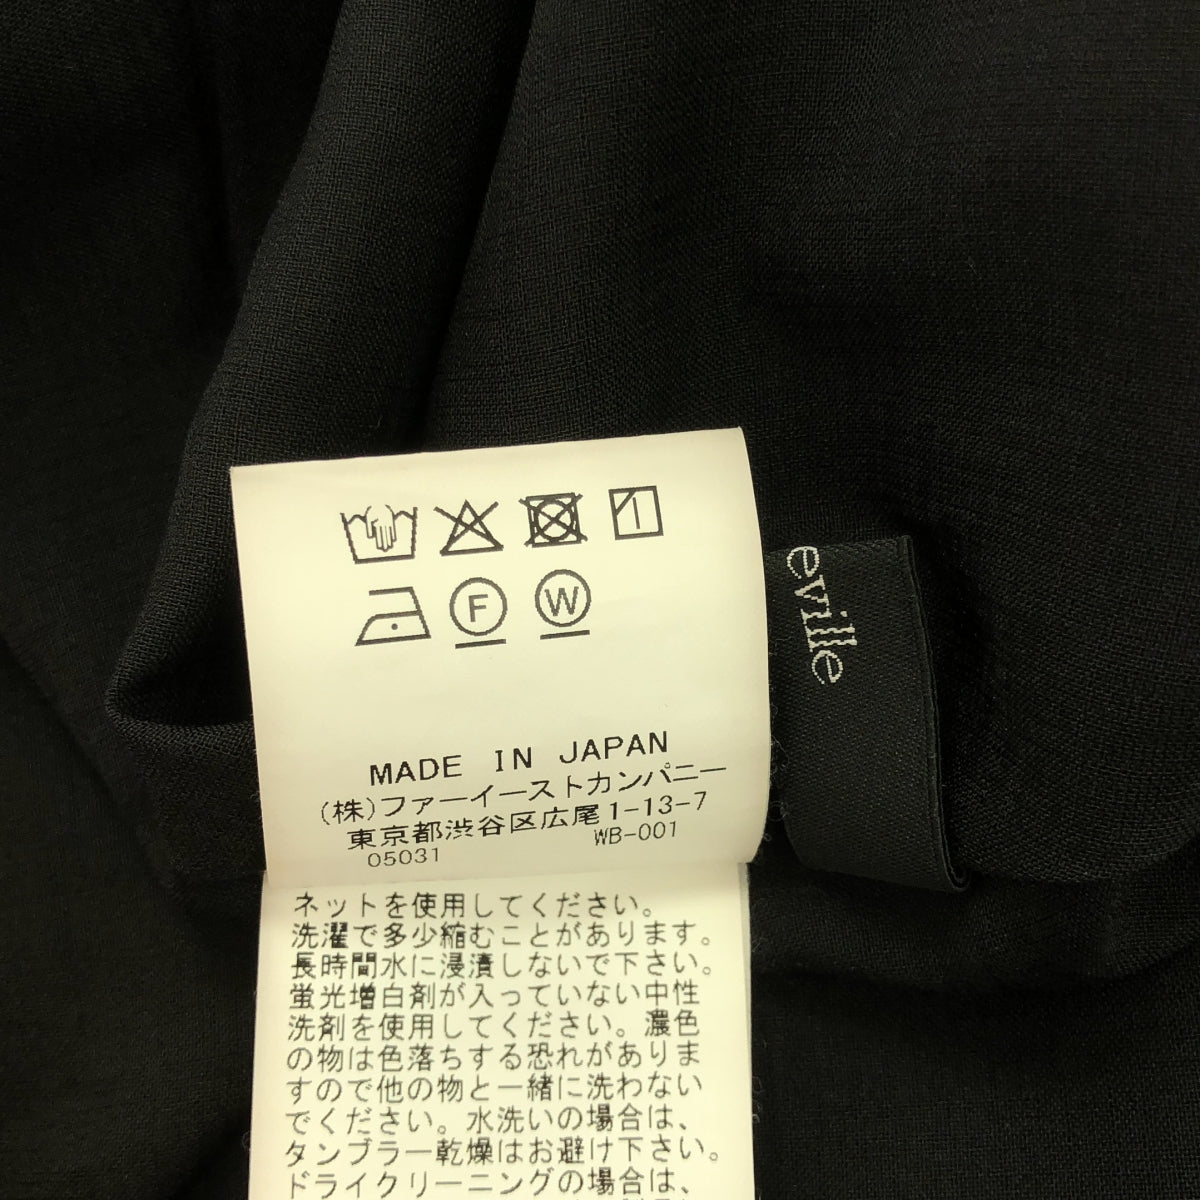 F W
MADE IN JAPAN
(株)ファーイーストカンパニー
東京都渋谷区広尾1-13-7
05031 WB-001
eville
ネットを使用してください。
洗濯で多少縮むことがあります。
長時間水に浸漬しないで下さい。
蛍光増白剤が入っていない中性
洗剤を使用してください。濃色
の物は色落ちする恐れがありま
すので他の物と一緒に洗わない
でください。水洗いの場合は、
タンブラー乾燥はお避け下さい。
ドライクリーニングの場合は、